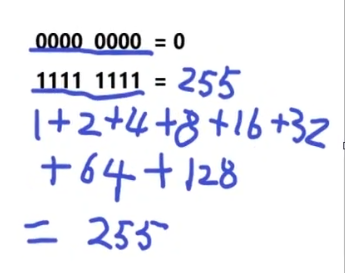 0000 0000 = 0
1111 1111 = 255
1+2+4+8+16+32
+64+128
= 255